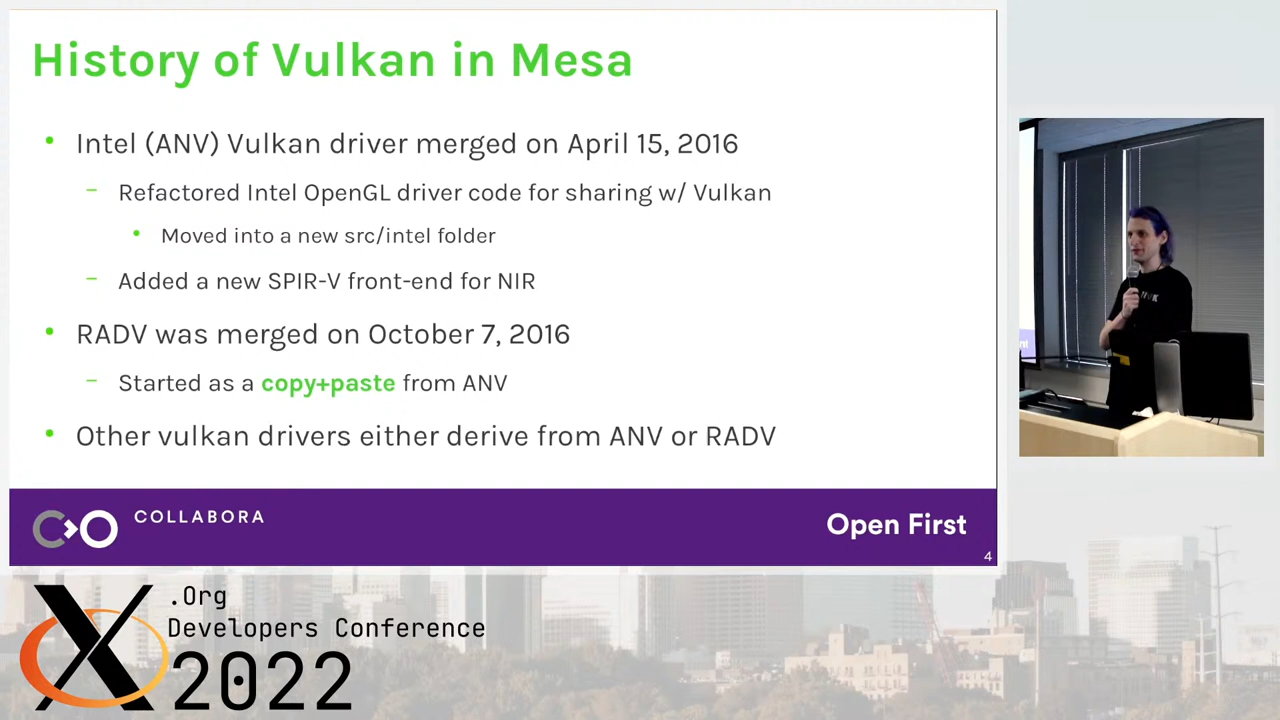 History of Vulkan in Mesa
• Intel (ANV) Vulkan driver merged on April 15, 2016
– Refactored Intel OpenGL driver code for sharing w/ Vulkan
• Moved into a new src/intel folder
– Added a new SPIR-V front-end for NIR
• RADV was merged on October 7, 2016
– Started as a copy+paste from ANV
• Other vulkan drivers either derive from ANV or RADV
COLLABORA
Open First
4
X.Org
Developers Conference
2022